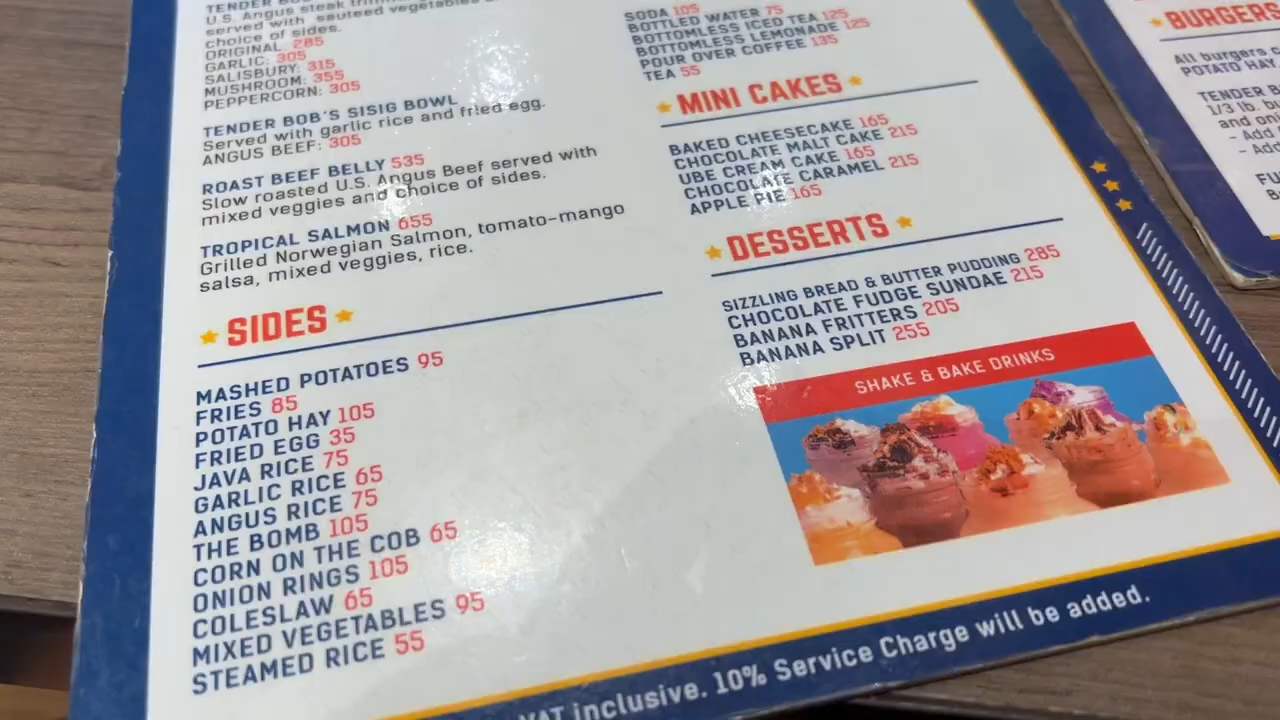 TENDER
U.S. Angus steak
served with sauteed vegetables
choice of sides.
ORIGINAL: 285
GARLIC: 305
SALISBURY: 315
MUSHROOM: 355
PEPPERCORN: 305
TENDER BOB'S SISIG BOWL
Served with garlic rice and fried egg.
ANGUS BEEF: 305
ROAST BEEF BELLY 535
Slow roasted U.S. Angus Beef served with
mixed veggies and choice of sides.
TROPICAL SALMON 655
Grilled Norwegian Salmon, tomato-mango
salsa, mixed veggies, rice.
SIDES
MASHED POTATOES 95
FRIES 85
POTATO HAY 105
FRIED EGG 35
JAVA RICE 75
GARLIC RICE 65
ANGUS RICE 75
THE BOMB 105
CORN ON THE COB 65
ONION RINGS 105
COLESLAW 65
MIXED VEGETABLES 95
STEAMED RICE 55
SODA 105
BOTTLED WATER 75
BOTTOMLESS ICED TEA 125
BOTTOMLESS LEMONADE 125
POUR OVER COFFEE 135
TEA 55
MINI CAKES
BAKED CHEESECAKE 165
CHOCOLATE MALT CAKE 215
UBE CREAM CAKE 165
CHOCOLATE CARAMEL 215
APPLE PIE 165
DESSERTS
SIZZLING BREAD & BUTTER PUDDING 285
CHOCOLATE FUDGE SUNDAE 215
BANANA FRITTERS 205
BANANA SPLIT 255
SHAKE & BAKE DRINKS
VAT inclusive. 10% Service Charge will be added.
BURGERS
All burgers
POTATO HAY
TENDER
1/3 lb.
and
- Add
- Add